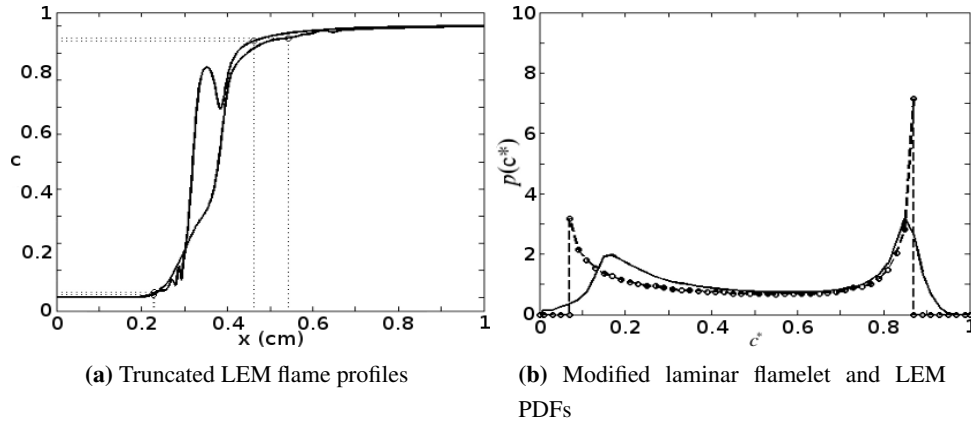 1
0.8
0.6
c
0.4
0.2
0
0 0.2 0.4 0.6 0.8 1
x (cm)
(a) Truncated LEM flame profiles
10
8
6
p(c*)
4
2
0
0 0.2 0.4 0.6 0.8 1
c*
(b) Modified laminar flamelet and LEM
PDFs